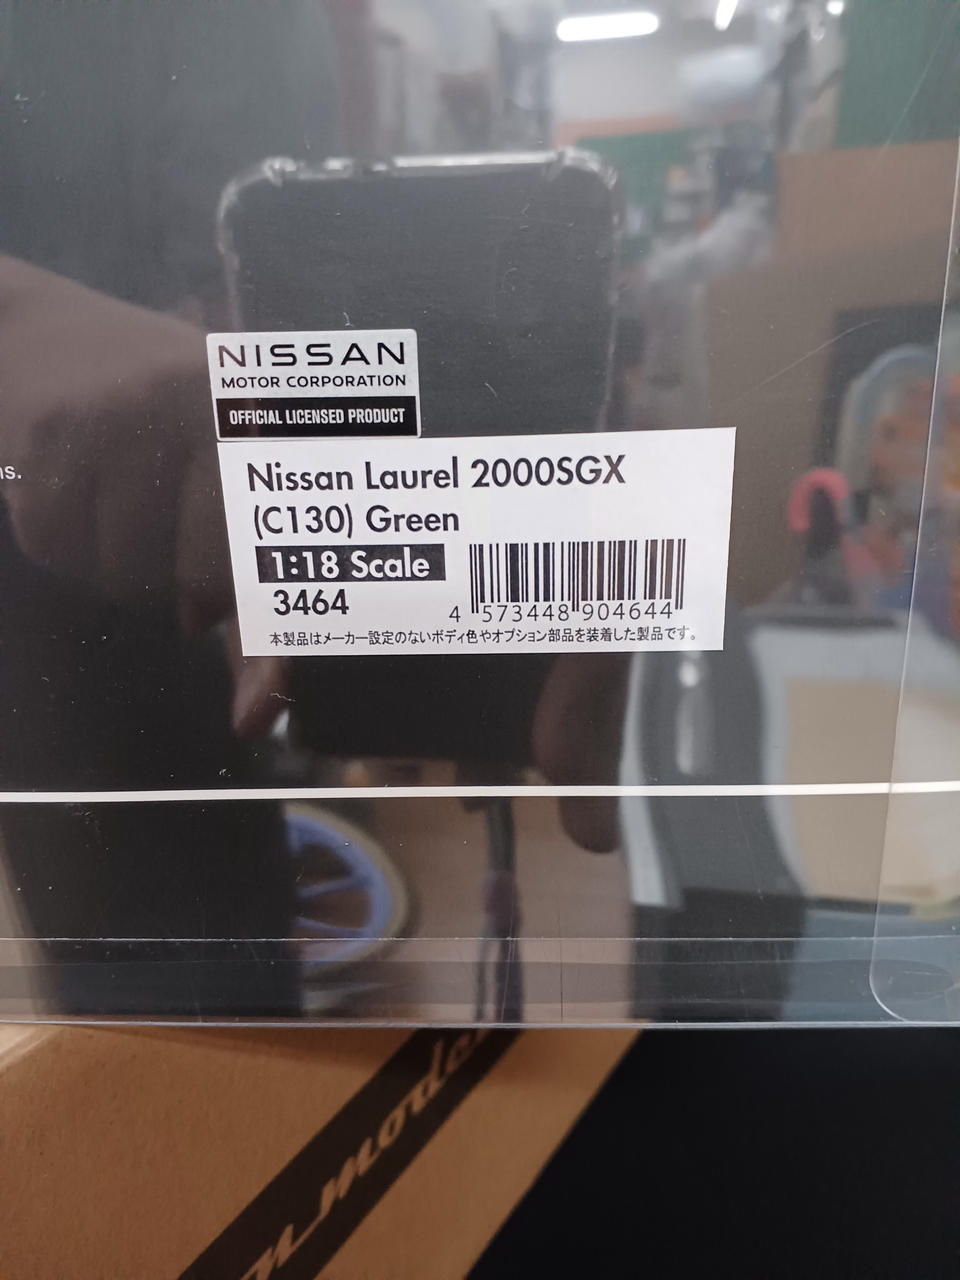 NISSAN
MOTOR CORPORATION
OFFICIAL LICENSED PRODUCT
ns.
Nissan Laurel 2000SGX
(C130) Green
1:18 Scale
3464
4 573448 904644
本製品はメーカー設定のないボディ色やオプション部品を装着した製品です。
model